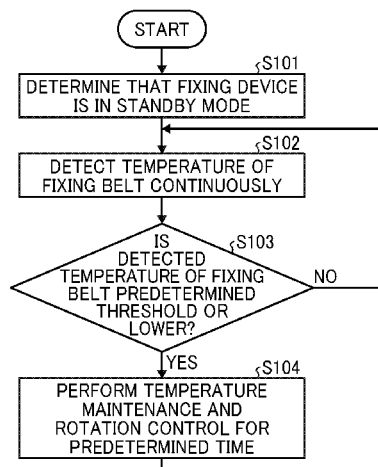 START
S101
DETERMINE THAT FIXING DEVICE
IS IN STANDBY MODE
S102
DETECT TEMPERATURE OF
FIXING BELT CONTINUOUSLY
S103
IS
DETECTED
TEMPERATURE OF FIXING
BELT PREDETERMINED
THRESHOLD OR
LOWER?
NO
YES
S104
PERFORM TEMPERATURE
MAINTENANCE AND
ROTATION CONTROL FOR
PREDETERMINED TIME